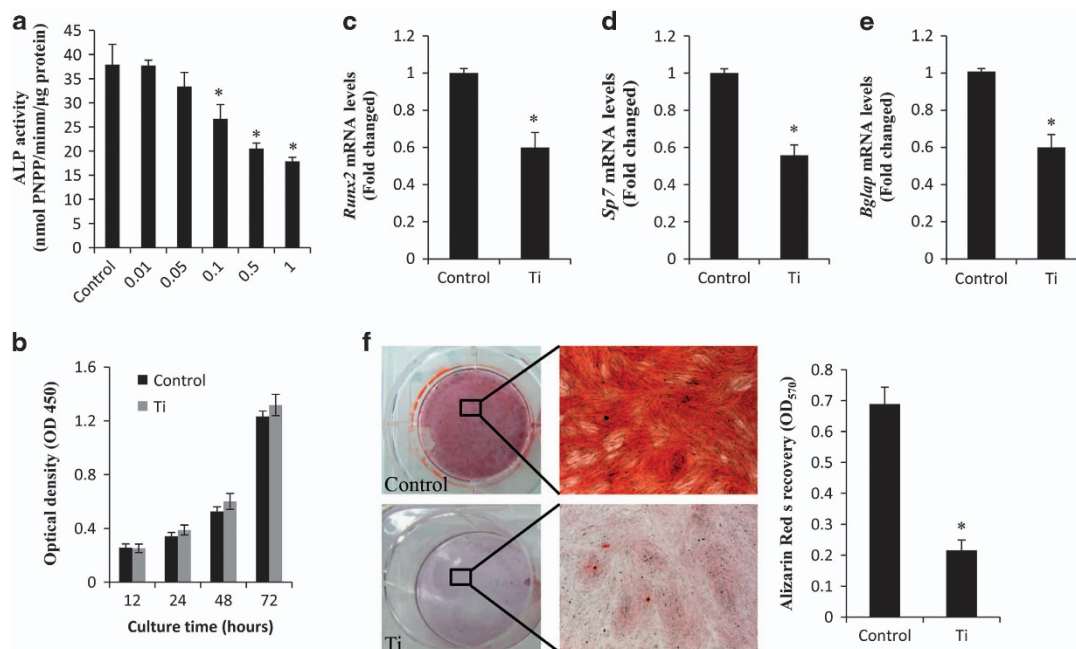 a
ALP activity
(nmol PNPP/minm/µg protein)
45
40
35
30
25
20
15
10
5
0
*
*
*
Control
0.01
0.05
0.1
0.5
1
c
Runx2 mRNA levels
(Fold changed)
1.2
1
0.8
0.6
0.4
0.2
0
*
Control
Ti
d
Sp7 mRNA levels
(Fold changed)
1.2
1
0.8
0.6
0.4
0.2
0
*
Control
Ti
e
Bglap mRNA levels
(Fold changed)
1.2
1
0.8
0.6
0.4
0.2
0
*
Control
Ti
b
Optical density (OD 450)
1.6
1.2
0.8
0.4
0
Control
Ti
12
24
48
72
Culture time (hours)
f
Control
Ti
Alizarin Red s recovery (OD570)
0.8
0.7
0.6
0.5
0.4
0.3
0.2
0.1
0
*
Control
Ti